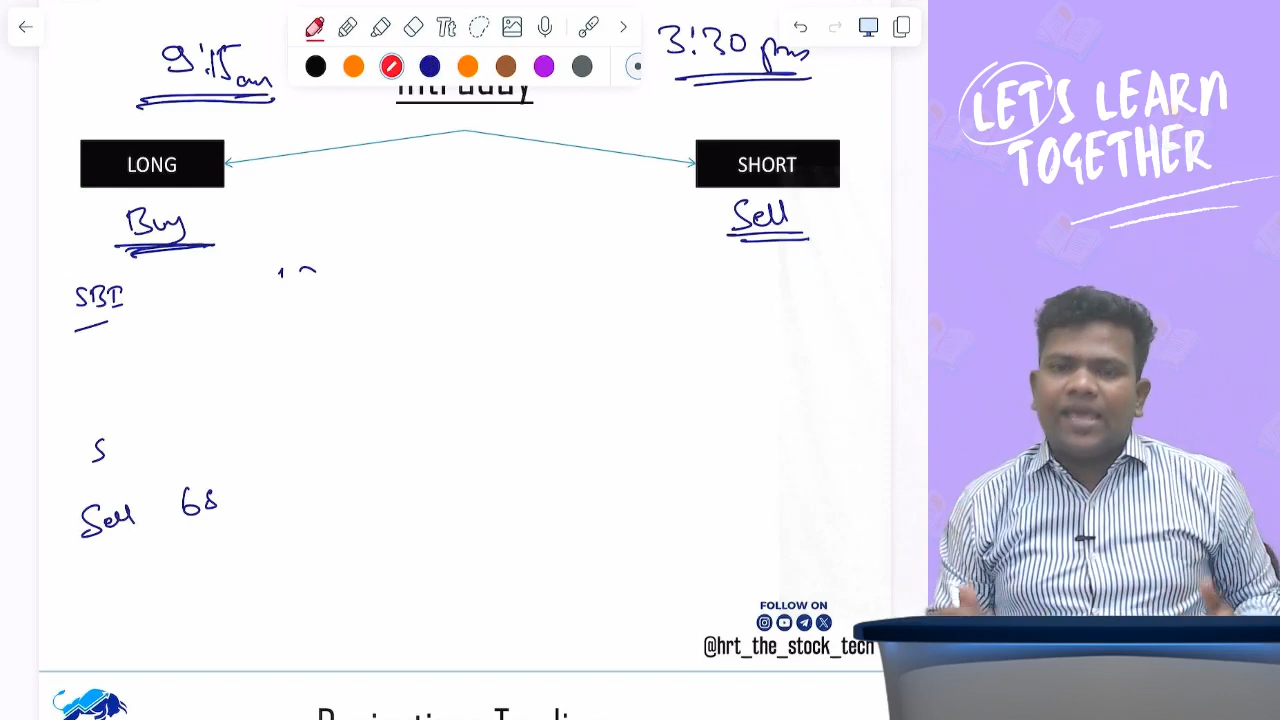 9:15 am
3:30 pm
Tt
Intraday
LONG
SHORT
Buy
Sell
SBI
S
Sell 68
LET'S LEARN
TOGETHER
FOLLOW ON
@hrt_the_stock_tech